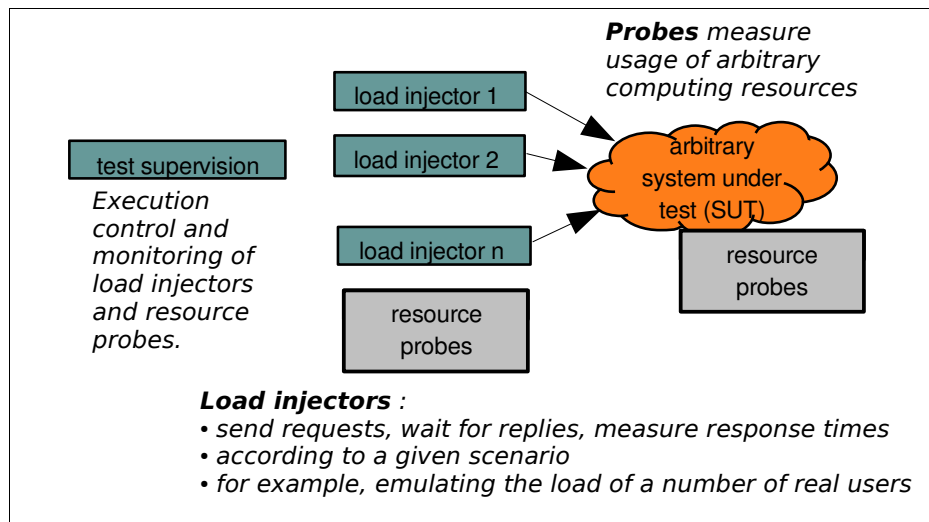 Probes measure
usage of arbitrary
computing resources
load injector 1
load injector 2
load injector n
test supervision
Execution
control and
monitoring of
load injectors
and resource
probes.
arbitrary
system under
test (SUT)
resource
probes
resource
probes
Load injectors :
• send requests, wait for replies, measure response times
• according to a given scenario
• for example, emulating the load of a number of real users